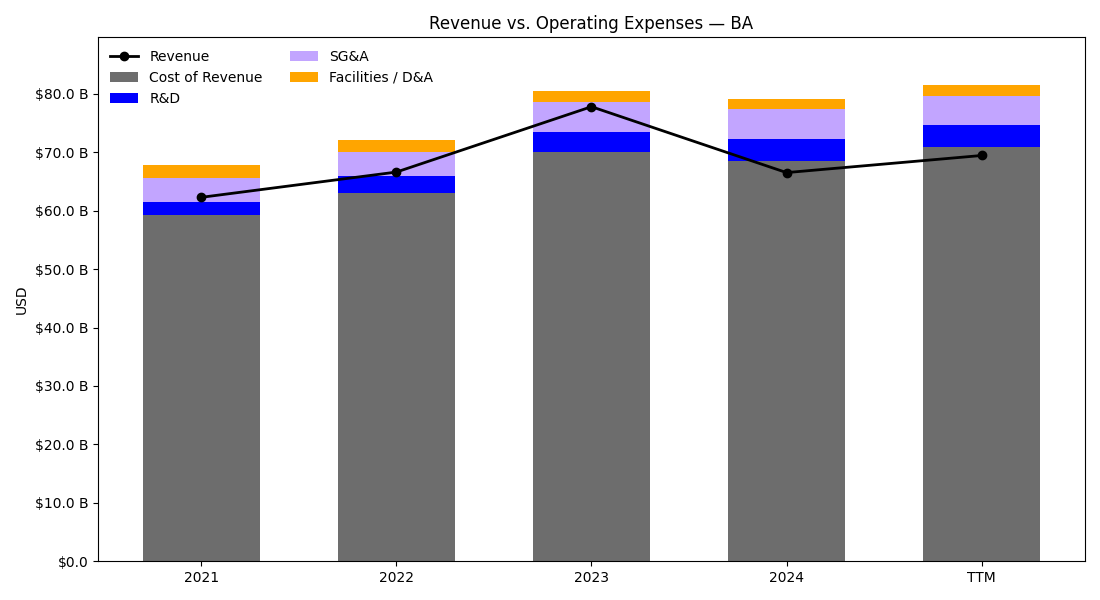 Revenue vs. Operating Expenses — BA
Revenue
Cost of Revenue
R&D
SG&A
Facilities / D&A
USD
$80.0 B
$70.0 B
$60.0 B
$50.0 B
$40.0 B
$30.0 B
$20.0 B
$10.0 B
$0.0
2021
2022
2023
2024
TTM